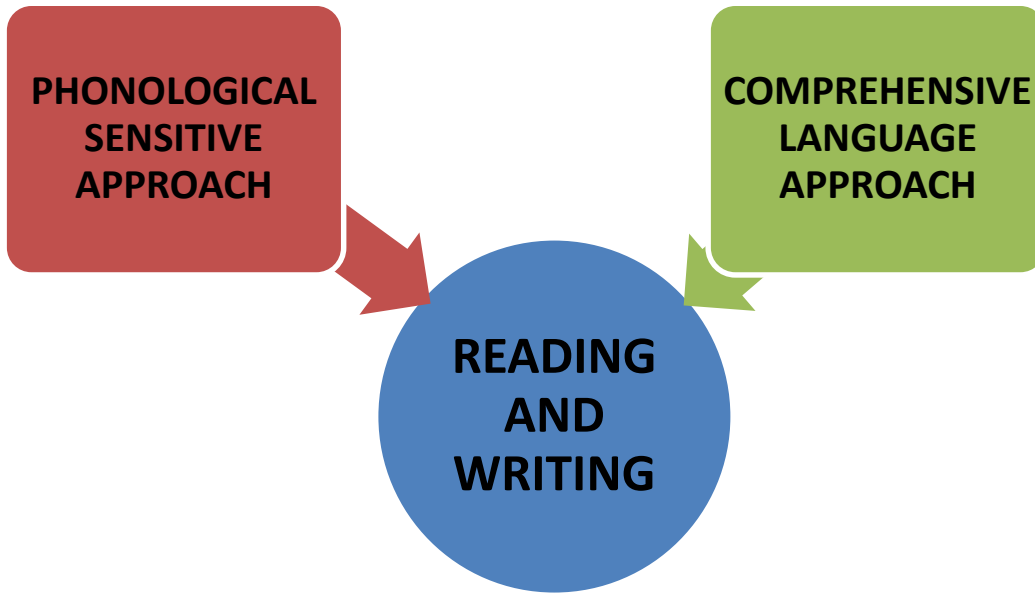 PHONOLOGICAL
SENSITIVE
APPROACH
COMPREHENSIVE
LANGUAGE
APPROACH
READING
AND
WRITING